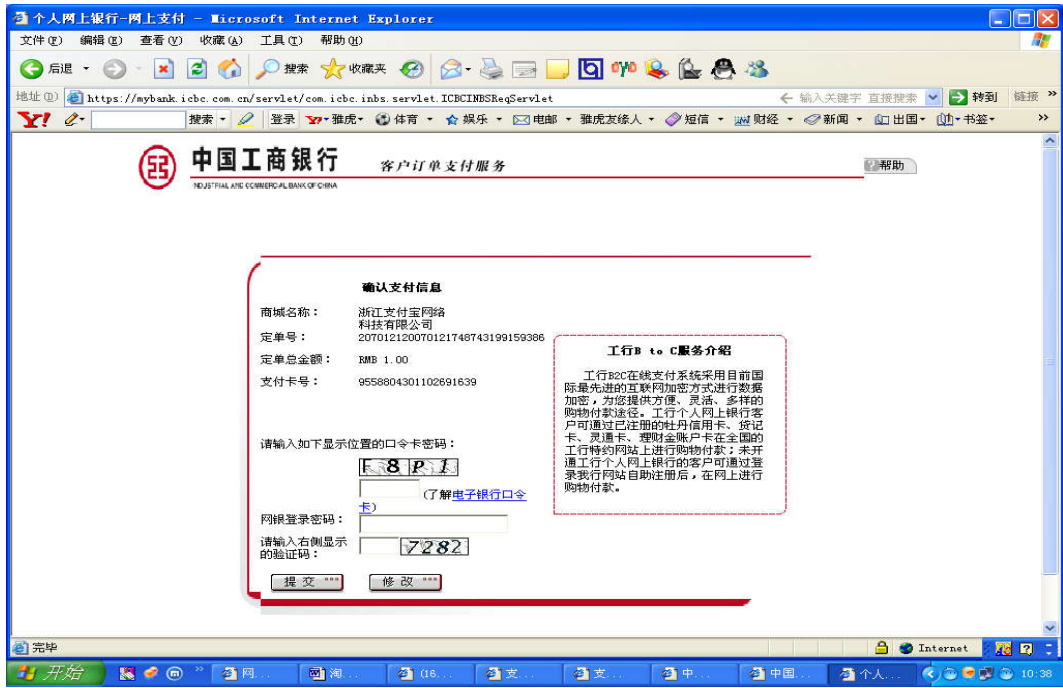 个人网上银行-网上支付 - Microsoft Internet Explorer
文件(F) 编辑(E) 查看(V) 收藏(A) 工具(T) 帮助(H)
后退 搜索 收藏夹
地址(D) https://mybank.icbc.com.cn/servlet/com.icbc.inbs.servlet.ICBCINBSReqServlet 输入关键字 直接搜索 转到 链接 »
Y! 搜索 登录 雅虎 体育 娱乐 电邮 雅虎友缘人 短信 财经 新闻 出国 书签 »
中国工商银行 客户订单支付服务 帮助
INDUSTRIAL AND COMMERCIAL BANK OF CHINA
确认支付信息
商城名称: 浙江支付宝网络
科技有限公司
定单号: 20701212007012174874319915938​6
定单总金额: RMB 1.00
支付卡号: 9558804301102691639
工行B to C服务介绍
工行B2C在线支付系统采用目前国
际最先进的互联网加密方式进行数据
加密,为您提供方便、灵活、多样的
购物付款途径。工行个人网上银行客
户可通过已注册的牡丹信用卡、贷记
卡、灵通卡、理财金账户卡在全国的
工行特约网站上进行购物付款;未开
通工行个人网上银行的客户可通过登
录我行网站自助注册后,在网上进行
购物付款。
请输入如下显示位置的口令卡密码:
F 8 P 1
(了解电子银行口令
卡)
网银登录密码:
请输入右侧显示
的验证码: 7282
提 交 修 改
完毕 Internet
开始 » 网... 淘... (16... 支... 支... 中... 中国... 个人... 10:38